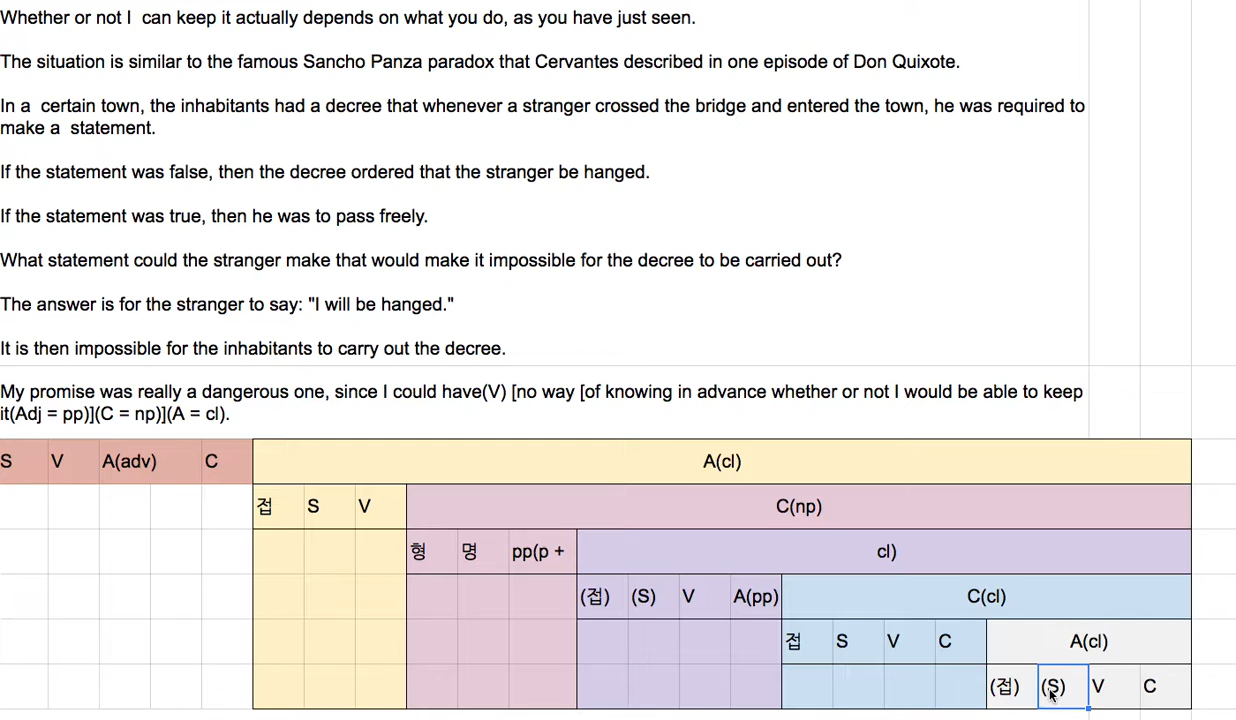 Whether or not I  can keep it actually depends on what you do, as you have just seen.
The situation is similar to the famous Sancho Panza paradox that Cervantes described in one episode of Don Quixote.
In a  certain town, the inhabitants had a decree that whenever a stranger crossed the bridge and entered the town, he was required to
make a  statement.
If the statement was false, then the decree ordered that the stranger be hanged.
If the statement was true, then he was to pass freely.
What statement could the stranger make that would make it impossible for the decree to be carried out?
The answer is for the stranger to say: "I will be hanged."
It is then impossible for the inhabitants to carry out the decree.
My promise was really a dangerous one, since I could have(V) [no way [of knowing in advance whether or not I would be able to keep
it(Adj = pp)](C = np)](A = cl).
S V A(adv) C A(cl)
접 S V C(np)
형 명 pp(p + cl)
(접) (S) V A(pp) C(cl)
접 S V C A(cl)
(접) (S) V C